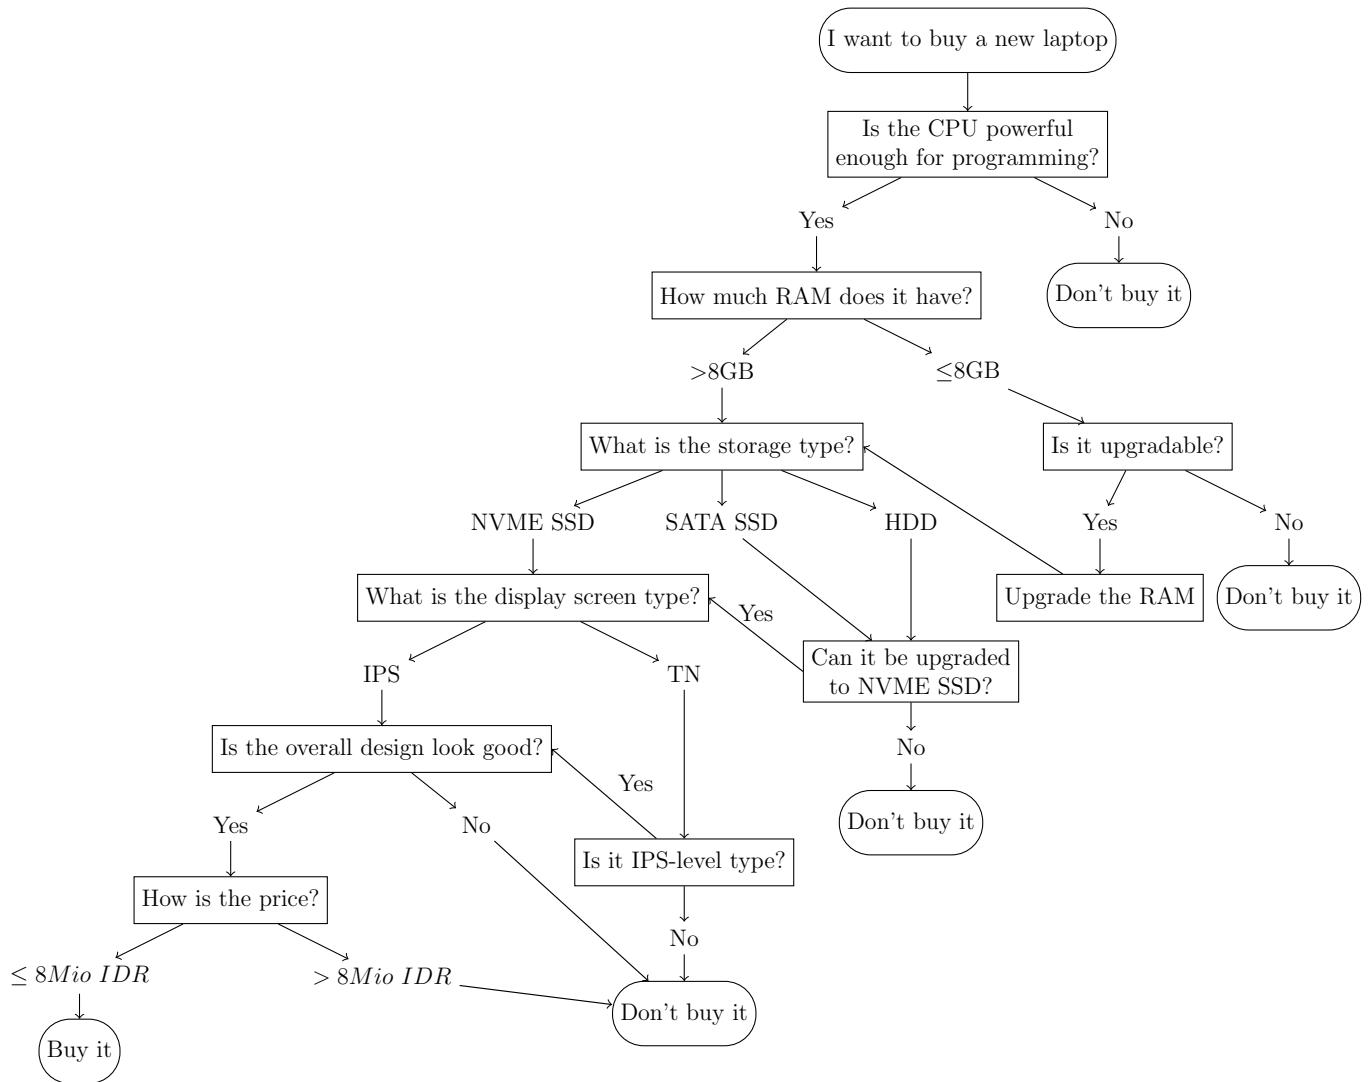 I want to buy a new laptop
Is the CPU powerful
enough for programming?
Yes
No
How much RAM does it have?
Don't buy it
>8GB
≤8GB
What is the storage type?
Is it upgradable?
NVME SSD
SATA SSD
HDD
Yes
No
What is the display screen type?
Yes
Upgrade the RAM
Don't buy it
Can it be upgraded
to NVME SSD?
IPS
TN
Is the overall design look good?
No
Yes
Don't buy it
Yes
No
Is it IPS-level type?
How is the price?
No
≤ 8Mio IDR
> 8Mio IDR
Don't buy it
Buy it